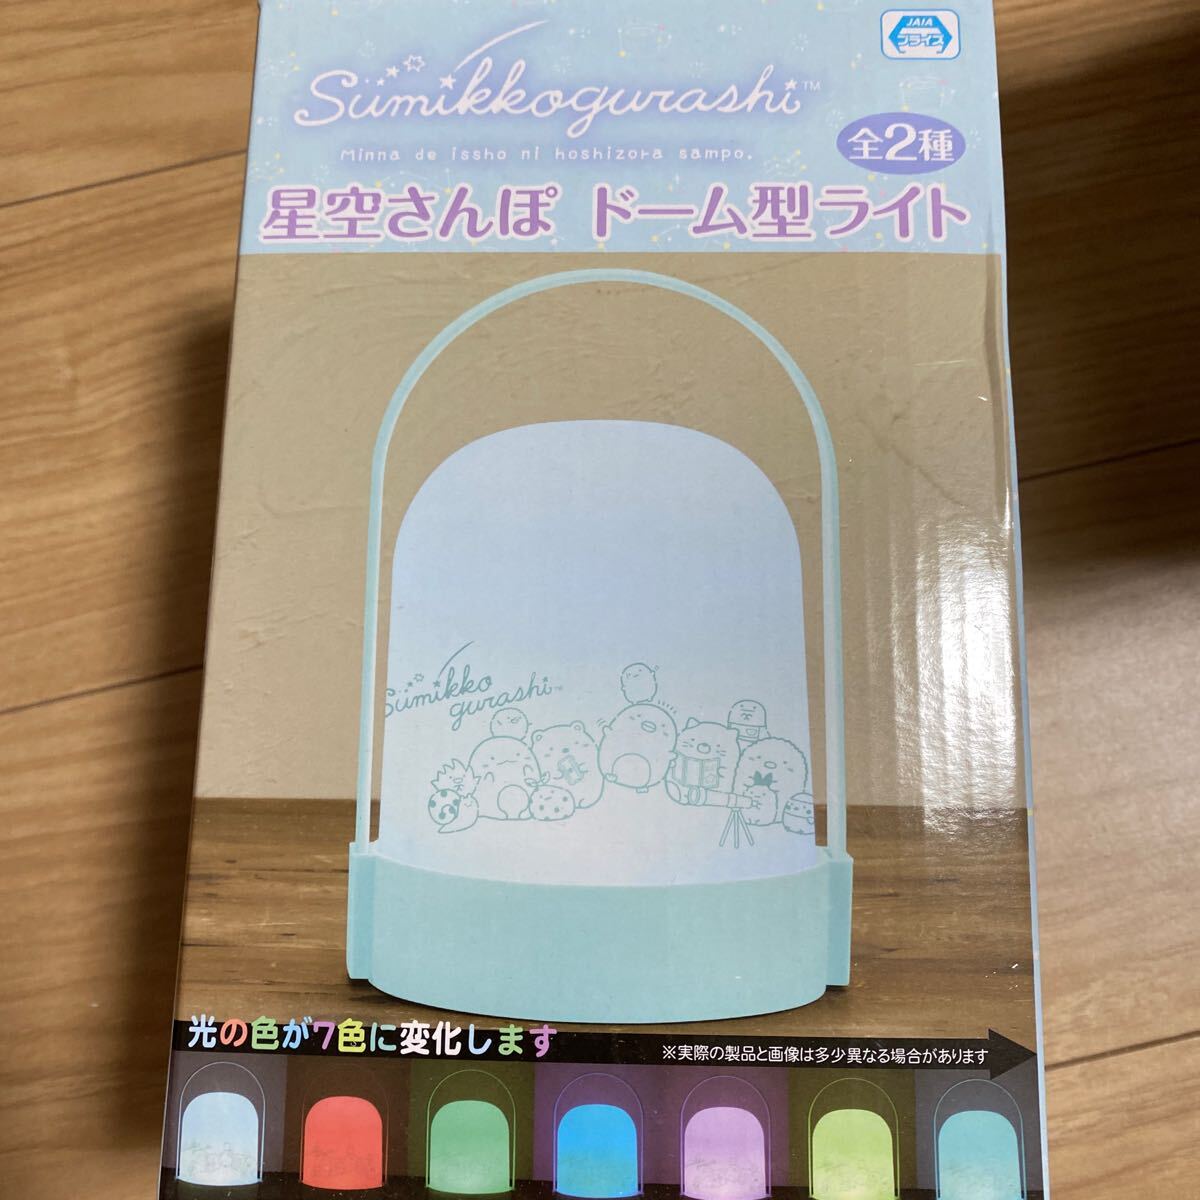 JAIA
プライズ
Sumikkogurashi™
Minna de issho ni hoshizora sampo.
全2種
星空さんぽ ドーム型ライト
Sumikko
gurashi™
光の色が7色に変化します
※実際の製品と画像は多少異なる場合があります